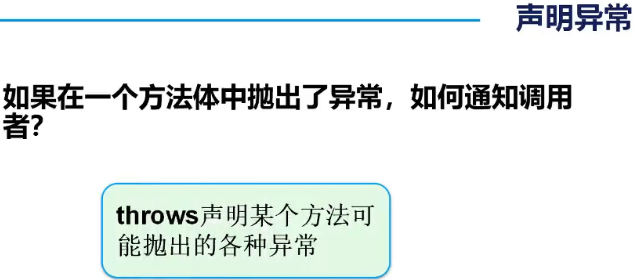 声明异常
如果在一个方法体中抛出了异常，如何通知调用
者？
throws声明某个方法可
能抛出的各种异常